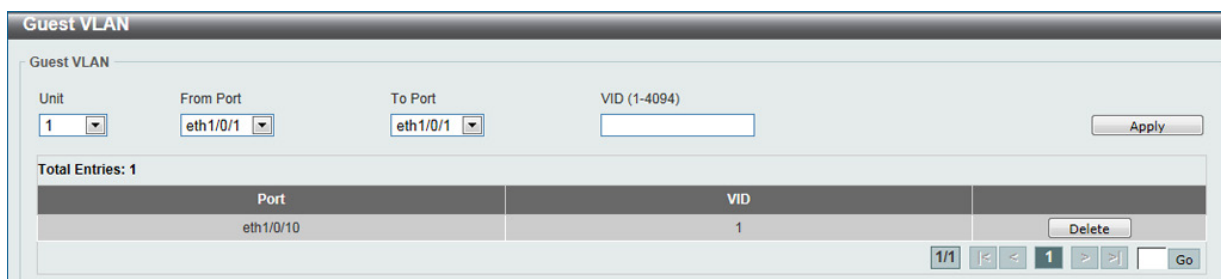 Guest VLAN
Guest VLAN
Unit From Port To Port VID (1-4094)
1 eth1/0/1 eth1/0/1 Apply
Total Entries: 1
Port VID
eth1/0/10 1 Delete
1/1 |< < 1 > >| Go